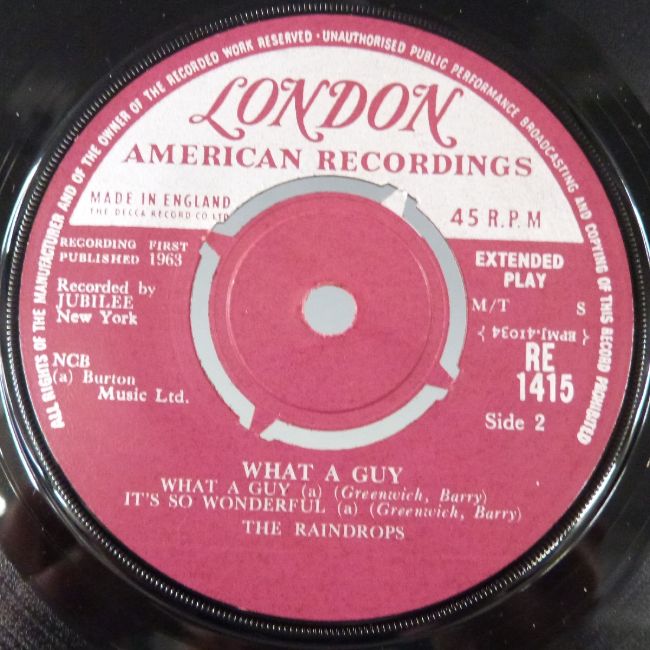 ALL RIGHTS OF THE MANUFACTURER AND OF THE OWNER OF THE RECORDED WORK RESERVED · UNAUTHORISED PUBLIC PERFORMANCE BROADCASTING AND COPYING OF THIS RECORD PROHIBITED
LONDON
AMERICAN RECORDINGS
MADE IN ENGLAND
THE DECCA RECORD CO LTD
45 R.P.M
RECORDING FIRST
PUBLISHED 1963
EXTENDED
PLAY
Recorded by
JUBILEE
New York
M/T S
{ EPMJ.41034 }
RE
1415
NCB
(a) Burton
Music Ltd.
Side 2
WHAT A GUY
WHAT A GUY (a) (Greenwich, Barry)
IT'S SO WONDERFUL (a) (Greenwich, Barry)
THE RAINDROPS